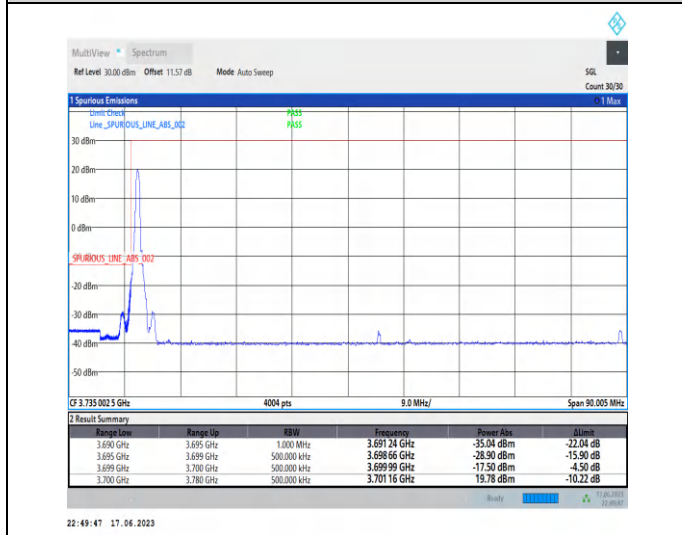 MultiView Spectrum
Ref Level 30.00 dBm Offset 11.57 dB Mode Auto Sweep SGL
Count 30/30
1 Spurious Emissions 1 Max
Limit Check PASS
Line _SPURIOUS_LINE_ABS_002 PASS
30 dBm
20 dBm
10 dBm
0 dBm
_SPURIOUS_LINE_ABS_002
-20 dBm
-30 dBm
-40 dBm
-50 dBm
CF 3.735 002 5 GHz 4004 pts 9.0 MHz/ Span 90.005 MHz
2 Result Summary
Range Low Range Up RBW Frequency Power Abs ΔLimit
3.690 GHz 3.695 GHz 1.000 MHz 3.691 24 GHz -35.04 dBm -22.04 dB
3.695 GHz 3.699 GHz 500.000 kHz 3.698 66 GHz -28.90 dBm -15.90 dB
3.699 GHz 3.700 GHz 500.000 kHz 3.699 99 GHz -17.50 dBm -4.50 dB
3.700 GHz 3.780 GHz 500.000 kHz 3.701 16 GHz 19.78 dBm -10.22 dB
Ready 17.06.2023
22:49:47
22:49:47 17.06.2023